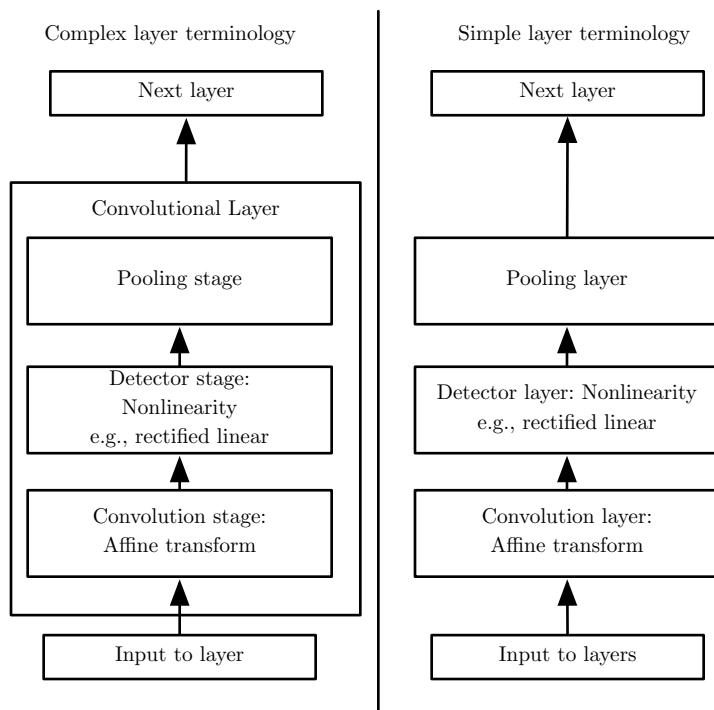 Complex layer terminology
Next layer
Convolutional Layer
Pooling stage
Detector stage:
Nonlinearity
e.g., rectified linear
Convolution stage:
Affine transform
Input to layer
Simple layer terminology
Next layer
Pooling layer
Detector layer: Nonlinearity
e.g., rectified linear
Convolution layer:
Affine transform
Input to layers